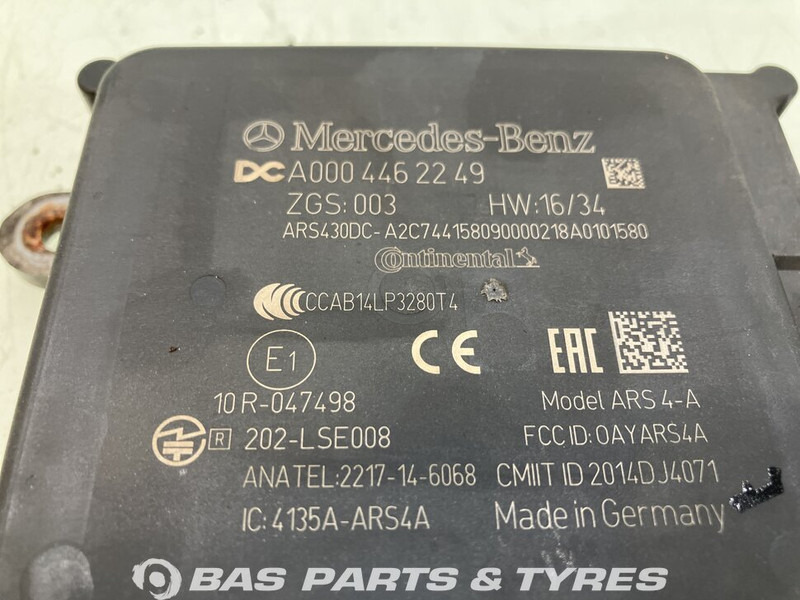 Mercedes-Benz
DC A000 446 22 49
ZGS: 003 HW: 16/34
ARS430DC- A2C744158090000218A0101580
Continental
CCCAB14LP3280T4
E1 CE EAC
10 R-047498 Model ARS 4-A
R 202-LSE008 FCC ID: OAYARS4A
ANATEL: 2217-14-6068 CMIIT ID 2014DJ4071
IC: 4135A-ARS4A Made in Germany
BAS PARTS & TYRES